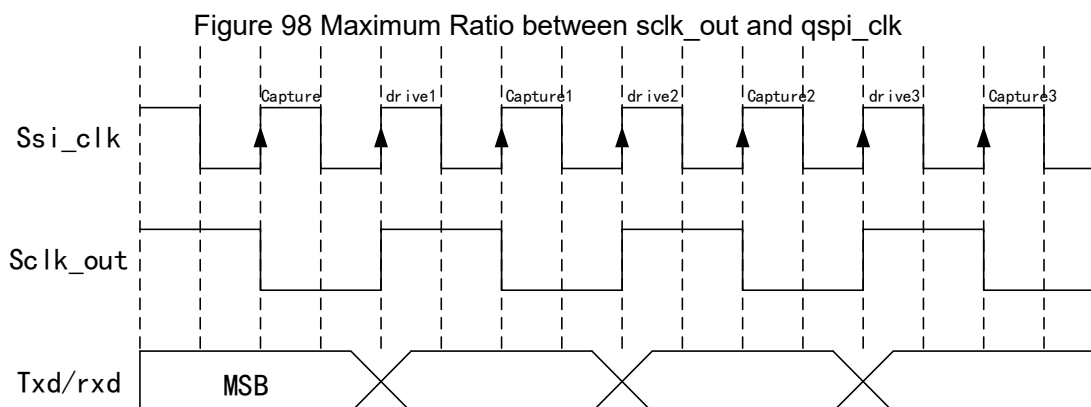 Figure 98 Maximum Ratio between sclk_out and qspi_clk
Capture drive1 Capture1 drive2 Capture2 drive3 Capture3
Ssi_clk
Sclk_out
Txd/rxd MSB